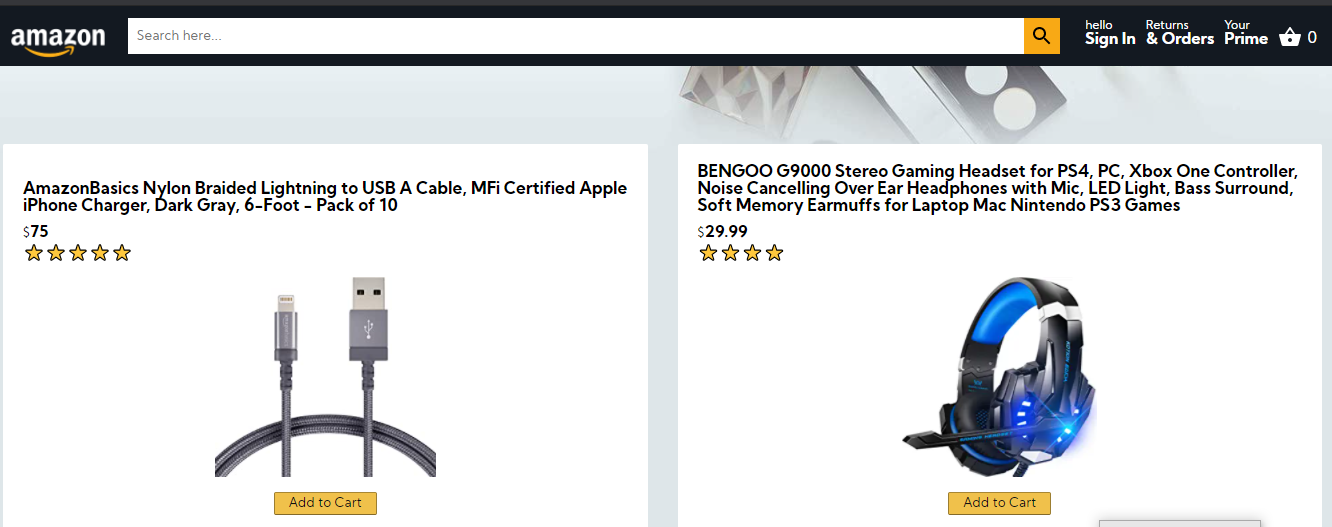 amazon
Search here...
hello
Sign In
Returns
& Orders
Your
Prime
0
AmazonBasics Nylon Braided Lightning to USB A Cable, MFi Certified Apple
iPhone Charger, Dark Gray, 6-Foot - Pack of 10
$75
Add to Cart
BENGOO G9000 Stereo Gaming Headset for PS4, PC, Xbox One Controller,
Noise Cancelling Over Ear Headphones with Mic, LED Light, Bass Surround,
Soft Memory Earmuffs for Laptop Mac Nintendo PS3 Games
$29.99
Add to Cart